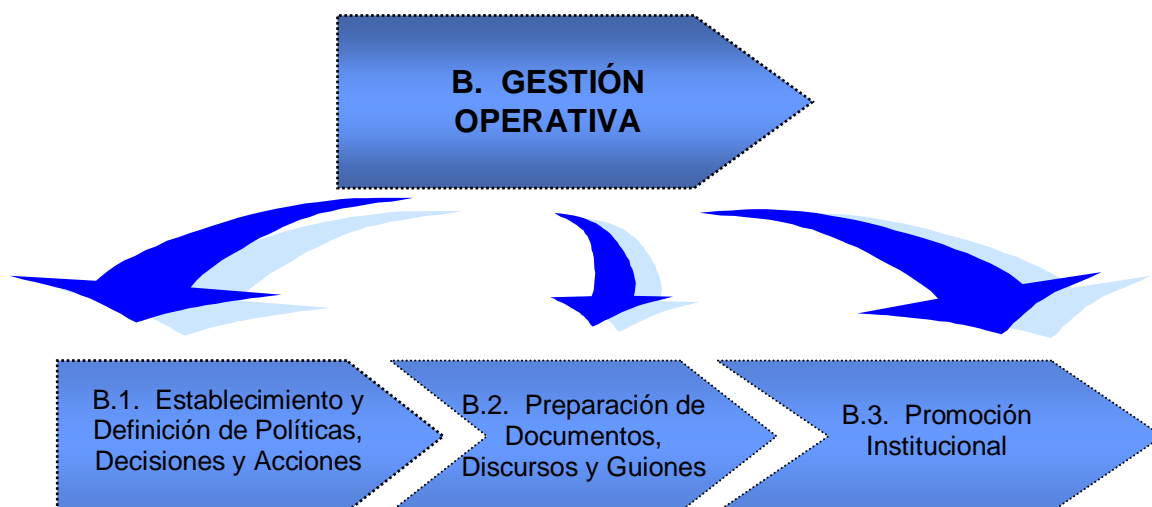 B. GESTIÓN
OPERATIVA
B.1. Establecimiento y
Definición de Políticas,
Decisiones y Acciones
B.2. Preparación de
Documentos,
Discursos y Guiones
B.3. Promoción
Institucional